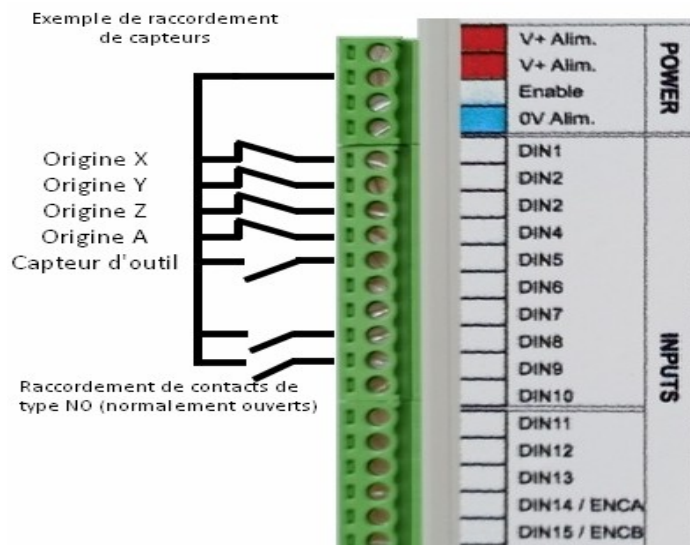 Exemple de raccordement
de capteurs
Origine X
Origine Y
Origine Z
Origine A
Capteur d'outil
Raccordement de contacts de
type NO (normalement ouverts)
V+ Alim.
V+ Alim.
Enable
0V Alim.
POWER
DIN1
DIN2
DIN2
DIN4
DIN5
DIN6
DIN7
DIN8
DIN9
DIN10
DIN11
DIN12
DIN13
DIN14 / ENCA
DIN15 / ENCB
INPUTS